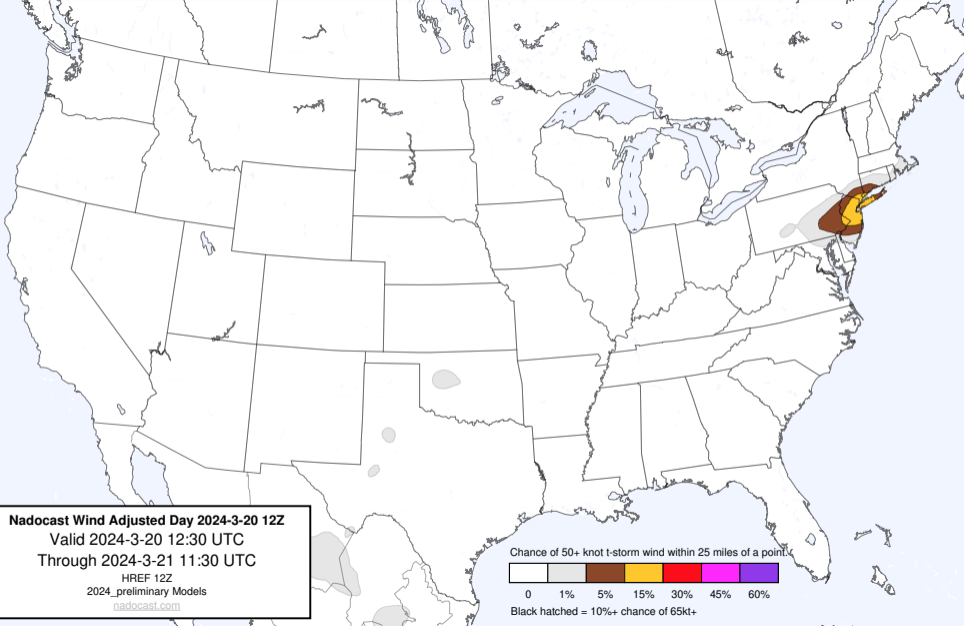 Nadocast Wind Adjusted Day 2024-3-20 12Z
Valid 2024-3-20 12:30 UTC
Through 2024-3-21 11:30 UTC
HREF 12Z
2024_preliminary Models
nadocast.com
Chance of 50+ knot t-storm wind within 25 miles of a point.
0 1% 5% 15% 30% 45% 60%
Black hatched = 10%+ chance of 65kt+